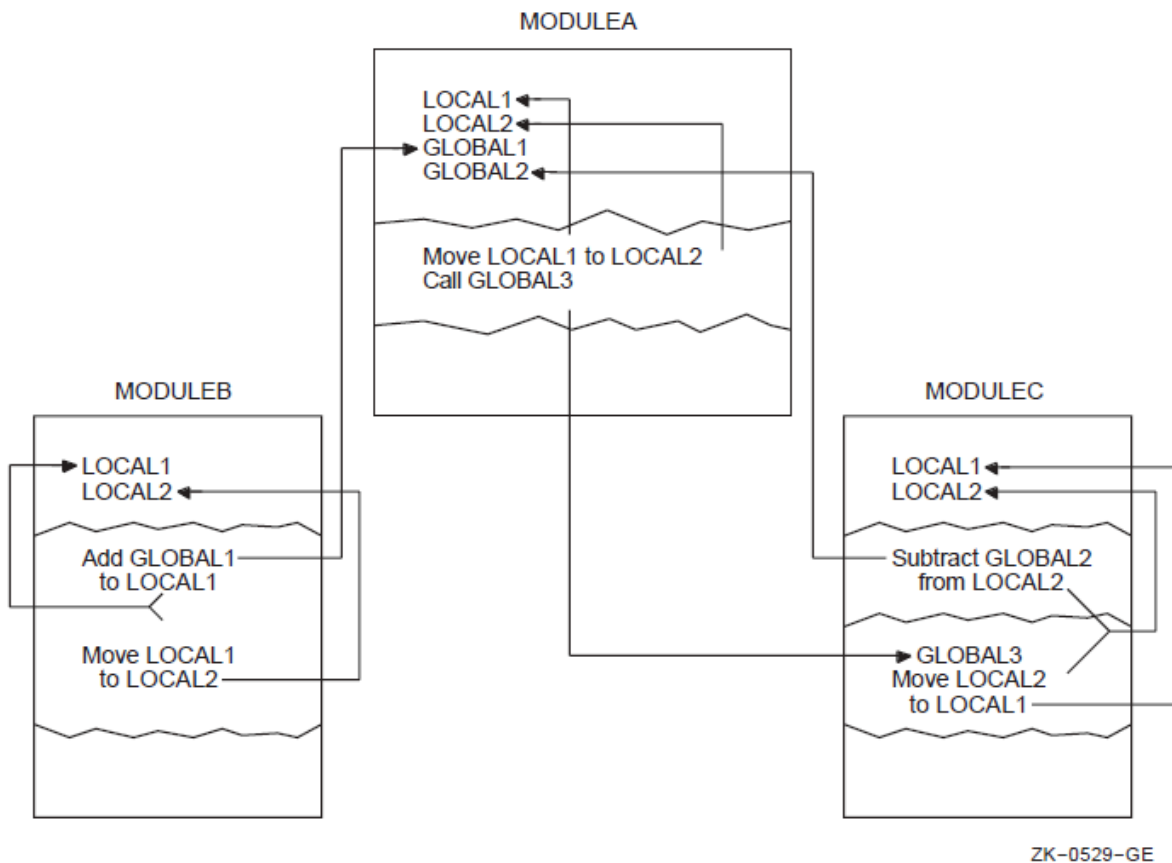 MODULEA
LOCAL1
LOCAL2
GLOBAL1
GLOBAL2
Move LOCAL1 to LOCAL2
Call GLOBAL3
MODULEB
LOCAL1
LOCAL2
Add GLOBAL1
to LOCAL1
Move LOCAL1
to LOCAL2
MODULEC
LOCAL1
LOCAL2
Subtract GLOBAL2
from LOCAL2
GLOBAL3
Move LOCAL2
to LOCAL1
ZK−0529−GE